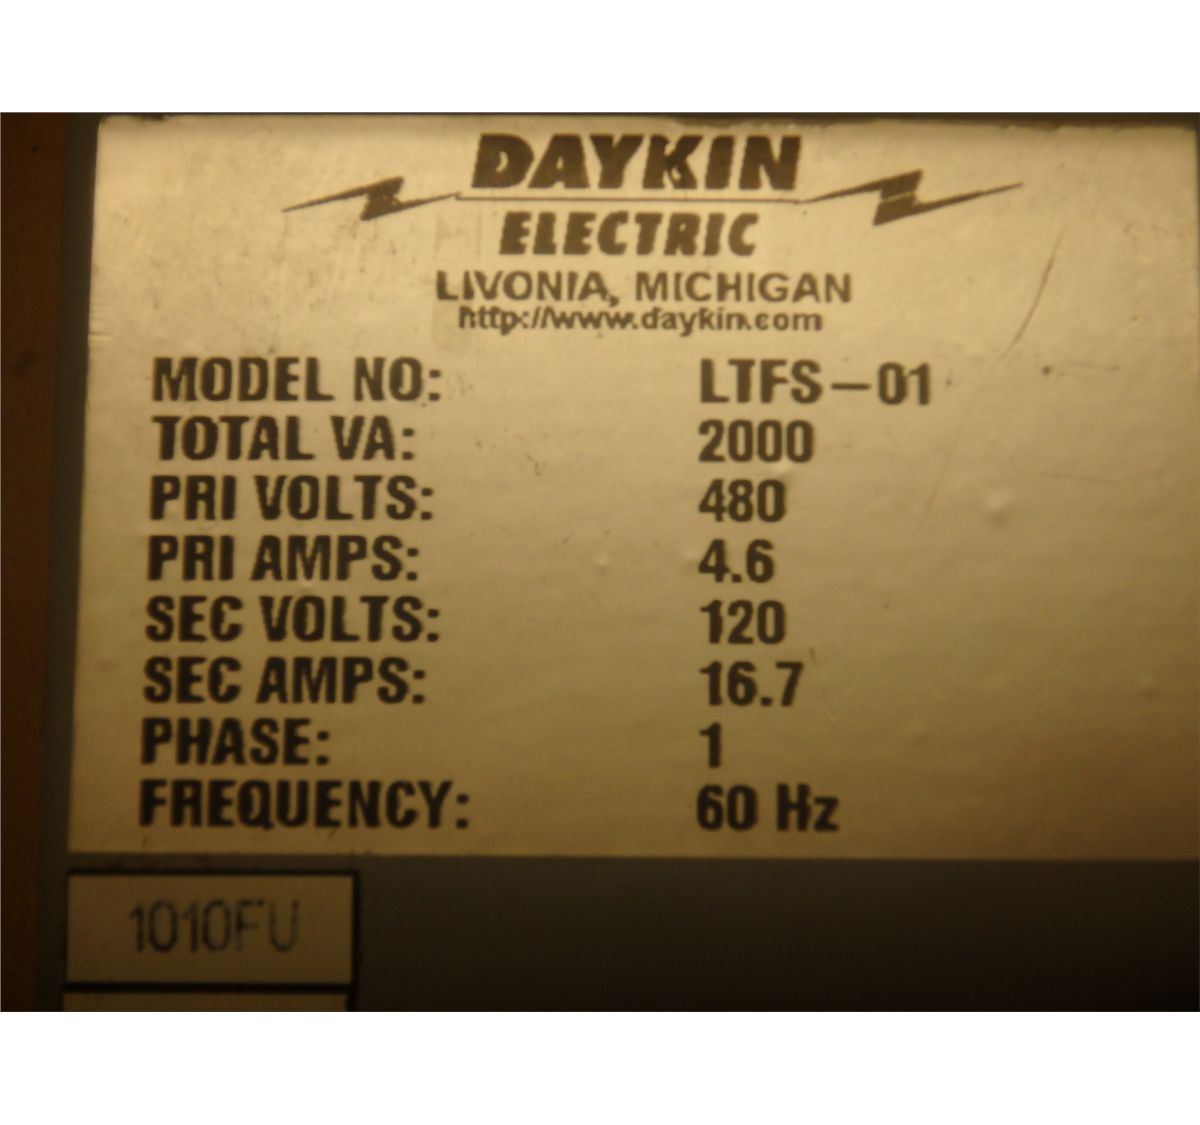 DAYKIN
ELECTRIC
LIVONIA, MICHIGAN
http://www.daykin.com
MODEL NO: LTFS-01
TOTAL VA: 2000
PRI VOLTS: 480
PRI AMPS: 4.6
SEC VOLTS: 120
SEC AMPS: 16.7
PHASE: 1
FREQUENCY: 60 Hz
1010FU